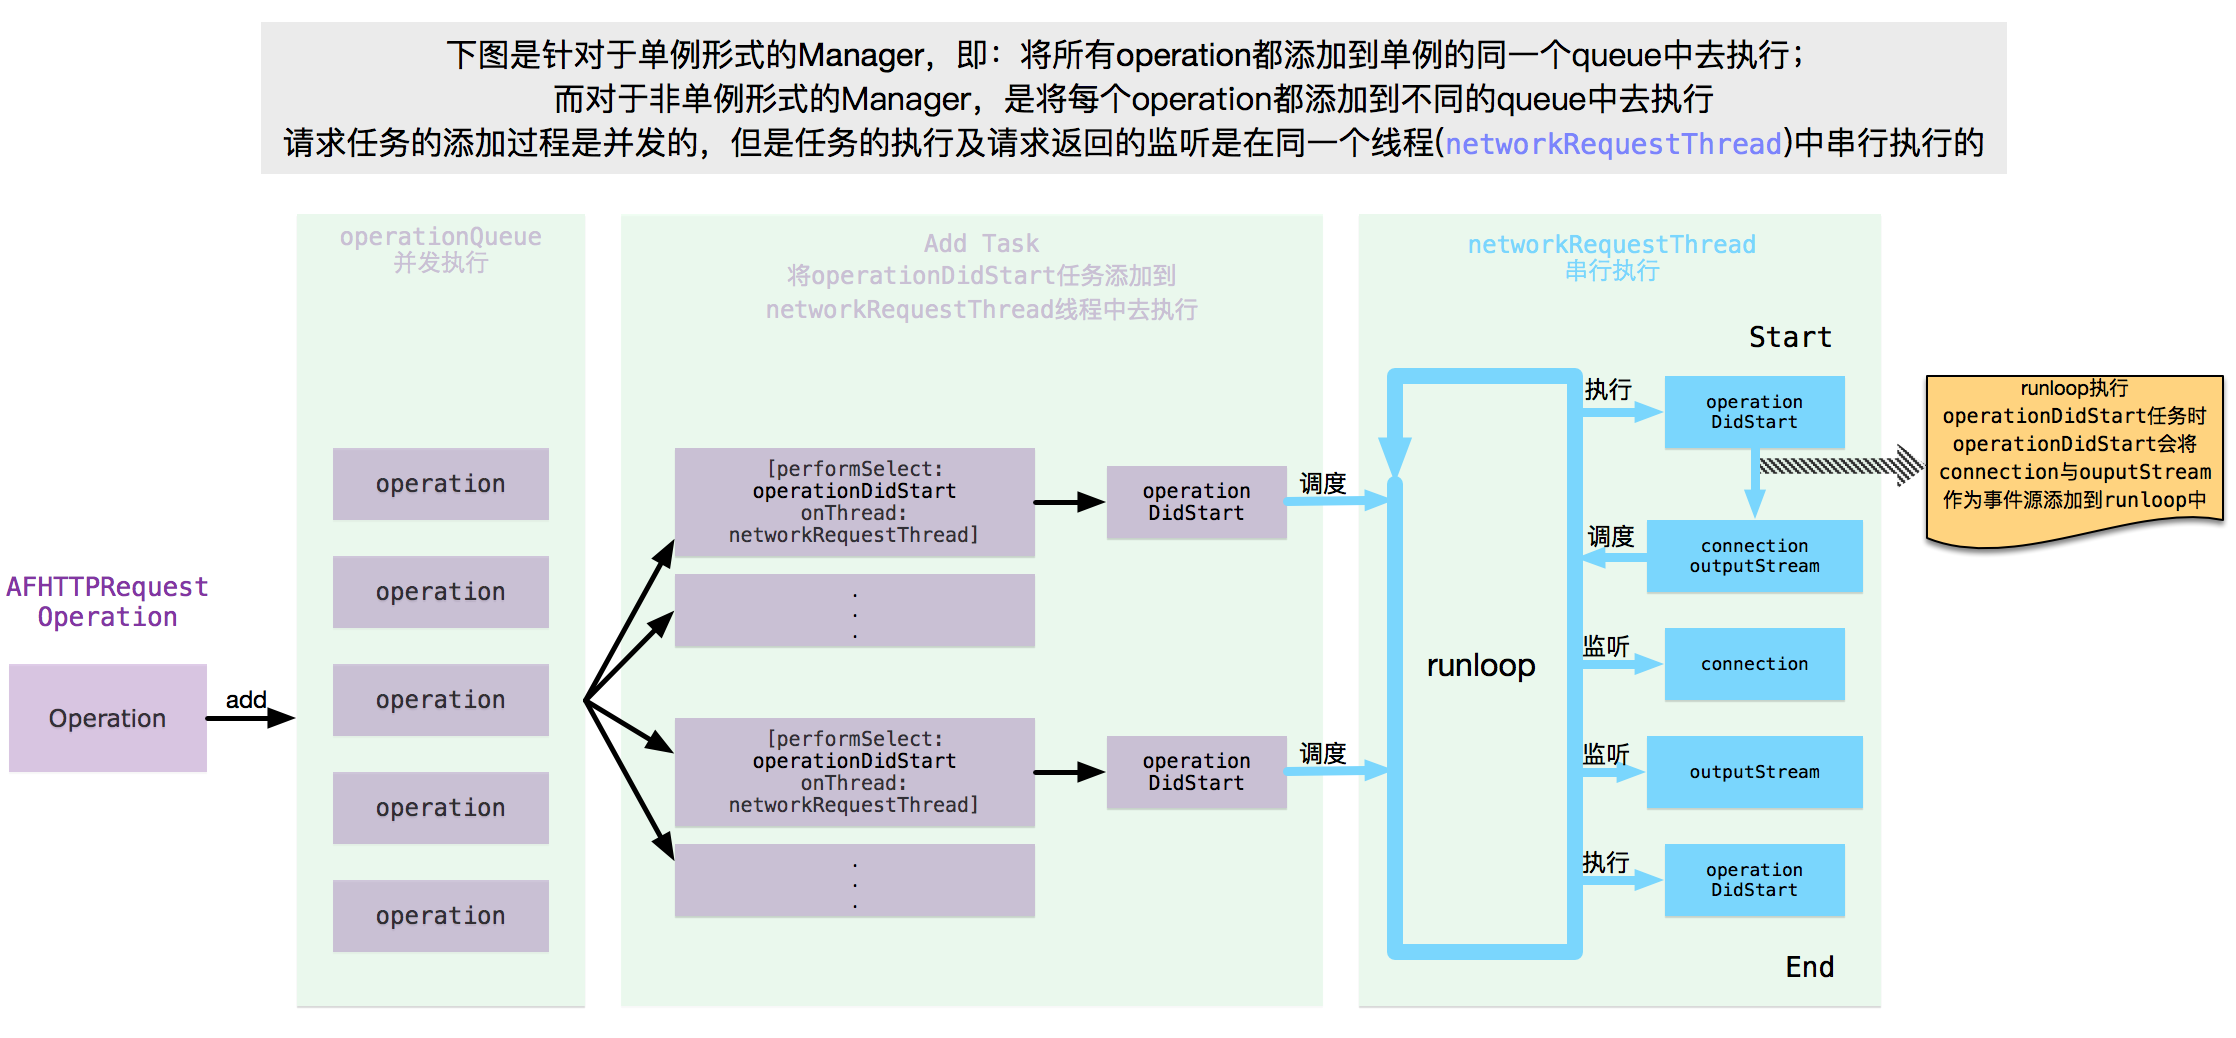 下图是针对于单例形式的Manager，即：将所有operation都添加到单例的同一个queue中去执行；
而对于非单例形式的Manager，是将每个operation都添加到不同的queue中去执行
请求任务的添加过程是并发的，但是任务的执行及请求返回的监听是在同一个线程(networkRequestThread)中串行执行的
AFHTTPRequest
Operation
Operation
add
operationQueue
并发执行
operation
operation
operation
operation
operation
Add Task
将operationDidStart任务添加到
networkRequestThread线程中去执行
[performSelect:
operationDidStart
onThread:
networkRequestThread]
.
.
.
[performSelect:
operationDidStart
onThread:
networkRequestThread]
.
.
.
operation
DidStart
调度
operation
DidStart
调度
networkRequestThread
串行执行
Start
runloop
执行
operation
DidStart
调度
connection
outputStream
监听
connection
监听
outputStream
执行
operation
DidStart
End
runloop执行
operationDidStart任务时
operationDidStart会将
connection与ouputStream
作为事件源添加到runloop中